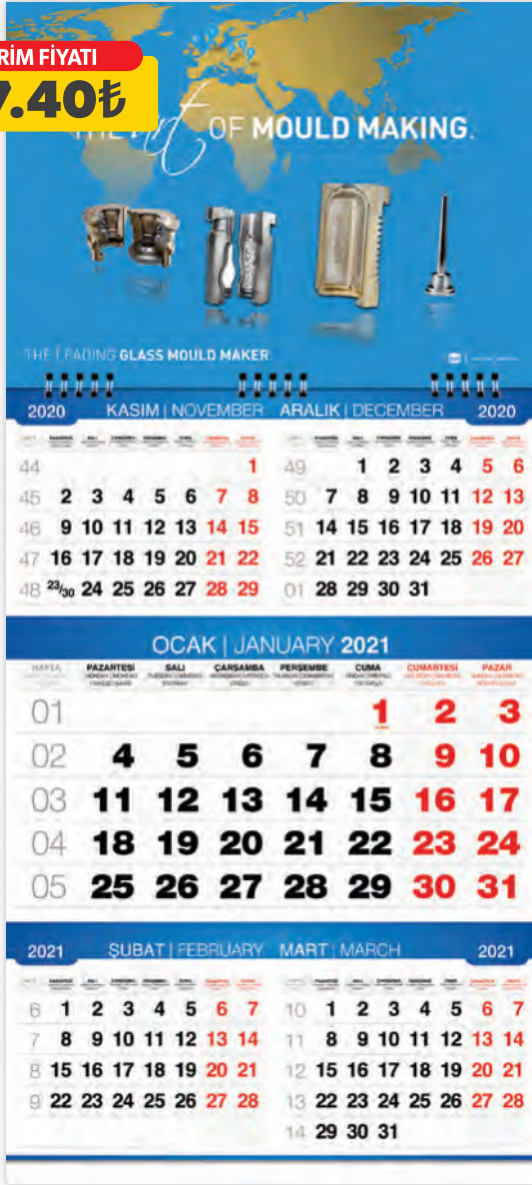 RİM FİYATI
7.40₺
THE art OF MOULD MAKING.
THE LEADING GLASS MOULD MAKER
2020 KASIM | NOVEMBER ARALIK | DECEMBER 2020
44 1 49 1 2 3 4 5 6
45 2 3 4 5 6 7 8 50 7 8 9 10 11 12 13
46 9 10 11 12 13 14 15 51 14 15 16 17 18 19 20
47 16 17 18 19 20 21 22 52 21 22 23 24 25 26 27
48 23/30 24 25 26 27 28 29 01 28 29 30 31
OCAK | JANUARY 2021
HAFTA PAZARTESİ SALI ÇARŞAMBA PERŞEMBE CUMA CUMARTESİ PAZAR
01 1 2 3
02 4 5 6 7 8 9 10
03 11 12 13 14 15 16 17
04 18 19 20 21 22 23 24
05 25 26 27 28 29 30 31
2021 ŞUBAT | FEBRUARY MART | MARCH 2021
6 1 2 3 4 5 6 7 10 1 2 3 4 5 6 7
7 8 9 10 11 12 13 14 11 8 9 10 11 12 13 14
8 15 16 17 18 19 20 21 12 15 16 17 18 19 20 21
9 22 23 24 25 26 27 28 13 22 23 24 25 26 27 28
14 29 30 31